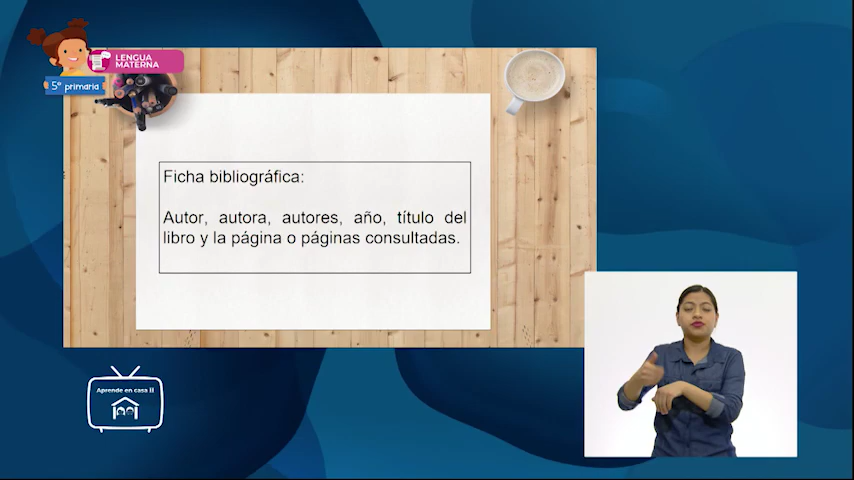 LENGUA
MATERNA
5° primaria
Ficha bibliográfica:
Autor, autora, autores, año, título del
libro y la página o páginas consultadas.
Aprende en casa II